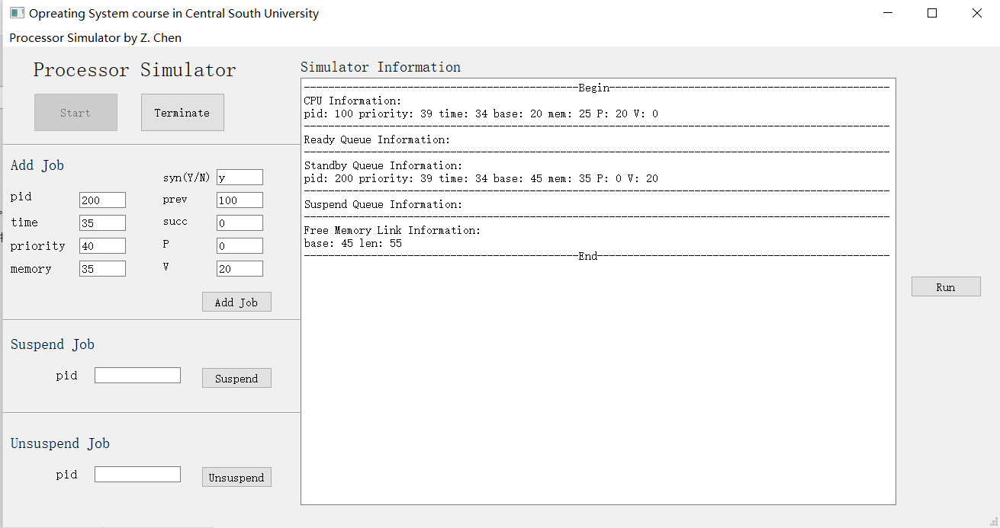 Opreating System course in Central South University
Processor Simulator by Z. Chen
Processor Simulator
Start
Terminate
Add Job
syn(Y/N) y
pid 200
prev 100
time 35
succ 0
priority 40
P 0
memory 35
V 20
Add Job
Suspend Job
pid
Suspend
Unsuspend Job
pid
Unsuspend
Simulator Information
Begin
CPU Information:
pid: 100 priority: 39 time: 34 base: 20 mem: 25 P: 20 V: 0
Ready Queue Information:
Standby Queue Information:
pid: 200 priority: 39 time: 34 base: 45 mem: 35 P: 0 V: 20
Suspend Queue Information:
Free Memory Link Information:
base: 45 len: 55
End
Run